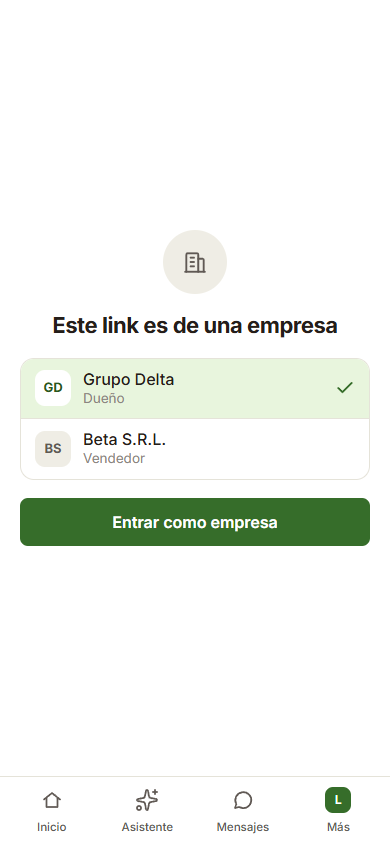 Este link es de una empresa
GD
Grupo Delta
Dueño
BS
Beta S.R.L.
Vendedor
Entrar como empresa
Inicio
Asistente
Mensajes
L
Más